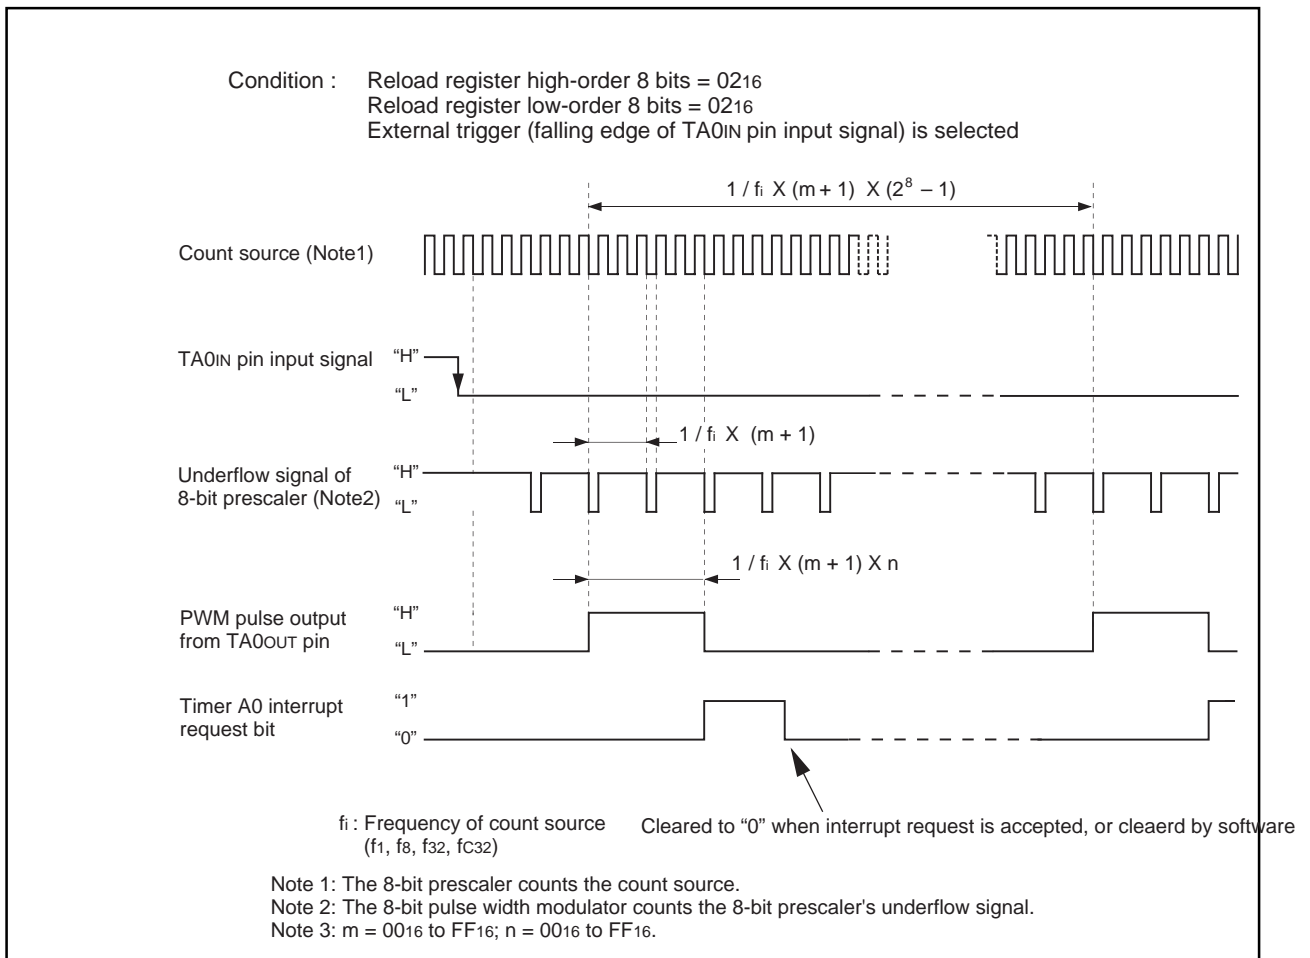 Condition : Reload register high-order 8 bits = 0216
Reload register low-order 8 bits = 0216
External trigger (falling edge of TA0IN pin input signal) is selected
1 / fi X (m + 1) X (2^8 – 1)
Count source (Note1)
TA0IN pin input signal
“H”
“L”
1 / fi X (m + 1)
Underflow signal of
8-bit prescaler (Note2)
“H”
“L”
1 / fi X (m + 1) X n
PWM pulse output
from TA0OUT pin
“H”
“L”
Timer A0 interrupt
request bit
“1”
“0”
fi : Frequency of count source
(f1, f8, f32, fC32)
Cleared to “0” when interrupt request is accepted, or cleaerd by software
Note 1: The 8-bit prescaler counts the count source.
Note 2: The 8-bit pulse width modulator counts the 8-bit prescaler's underflow signal.
Note 3: m = 0016 to FF16; n = 0016 to FF16.